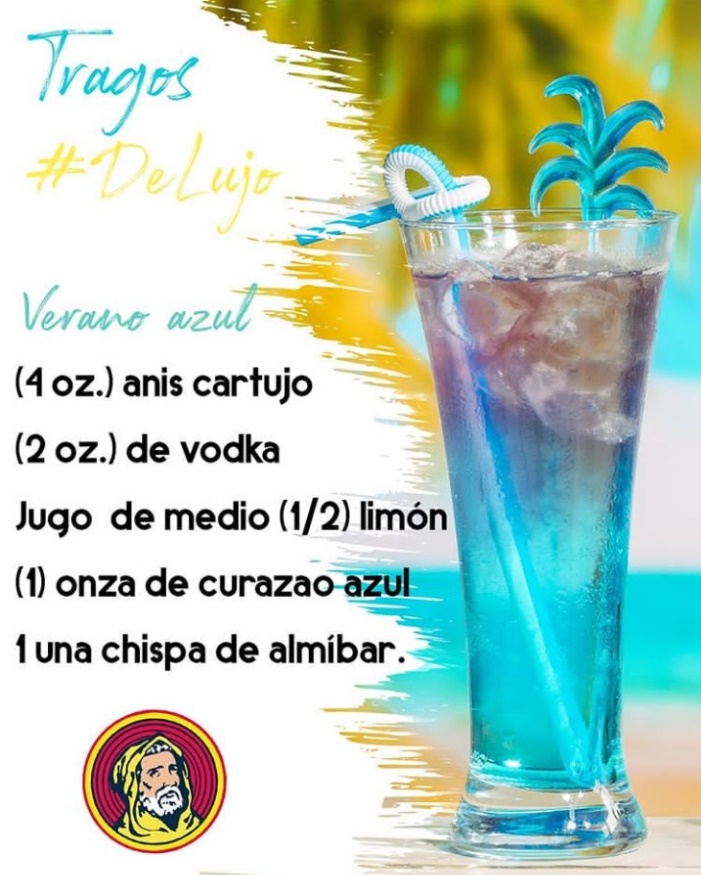 Tragos
#DeLujo
Verano azul
(4 oz.) anis cartujo
(2 oz.) de vodka
Jugo de medio (1/2) limón
(1) onza de curazao azul
1 una chispa de almíbar.